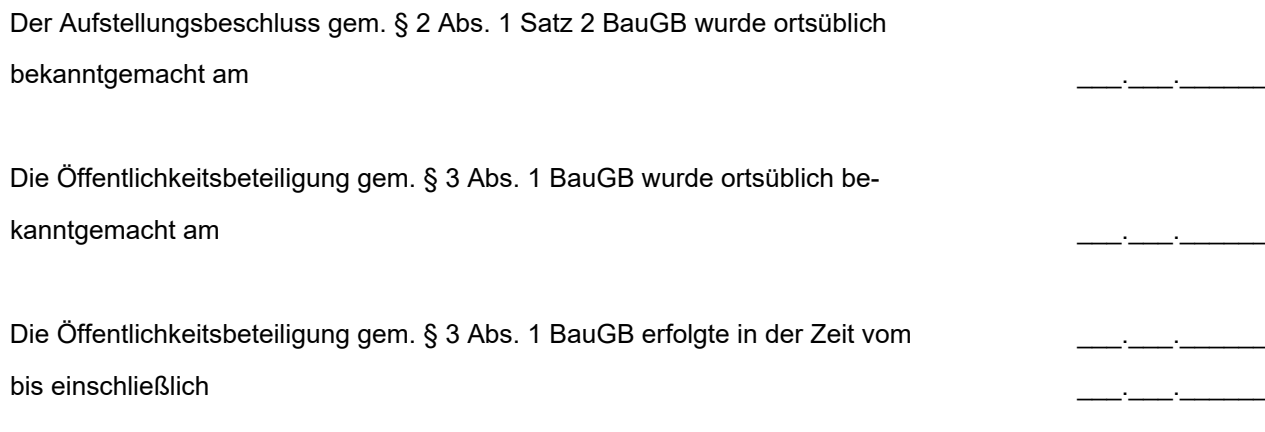 Der Aufstellungsbeschluss gem. § 2 Abs. 1 Satz 2 BauGB wurde ortsüblich
bekanntgemacht am ___.___.______
Die Öffentlichkeitsbeteiligung gem. § 3 Abs. 1 BauGB wurde ortsüblich be-
kanntgemacht am ___.___.______
Die Öffentlichkeitsbeteiligung gem. § 3 Abs. 1 BauGB erfolgte in der Zeit vom ___.___.______
bis einschließlich ___.___.______